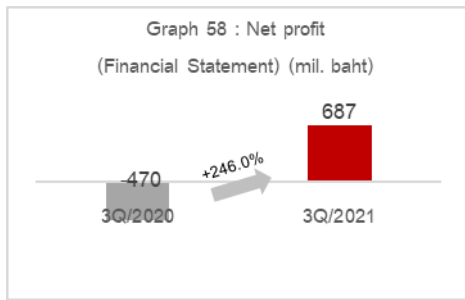 Graph 58 : Net profit
(Financial Statement) (mil. baht)
687
-470
+246.0%
3Q/2020
3Q/2021